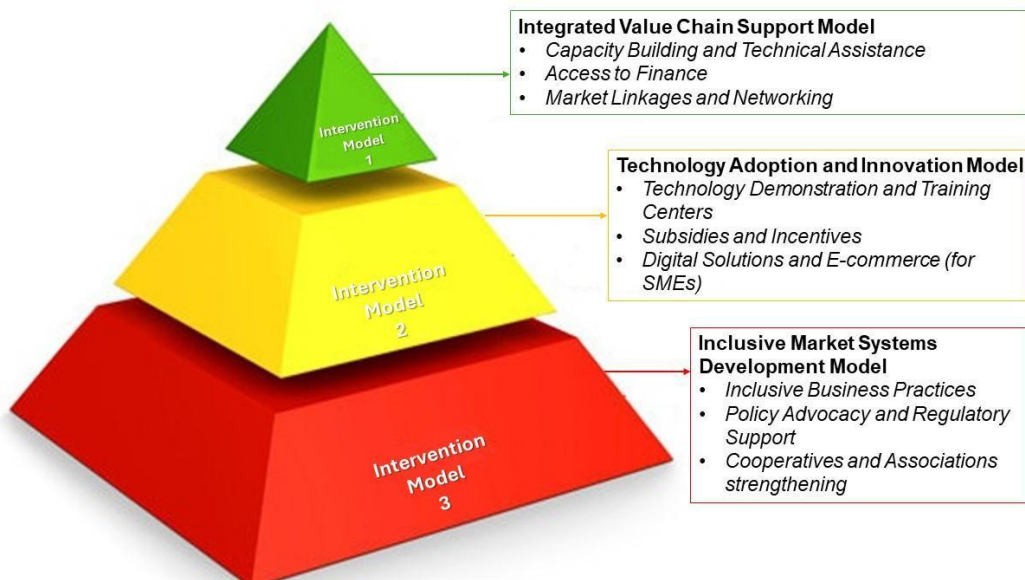 Integrated Value Chain Support Model
• Capacity Building and Technical Assistance
• Access to Finance
• Market Linkages and Networking
Intervention
Model
1
Technology Adoption and Innovation Model
• Technology Demonstration and Training
Centers
• Subsidies and Incentives
• Digital Solutions and E-commerce (for
SMEs)
Intervention
Model
2
Inclusive Market Systems
Development Model
• Inclusive Business Practices
• Policy Advocacy and Regulatory
Support
• Cooperatives and Associations
strengthening
Intervention
Model
3